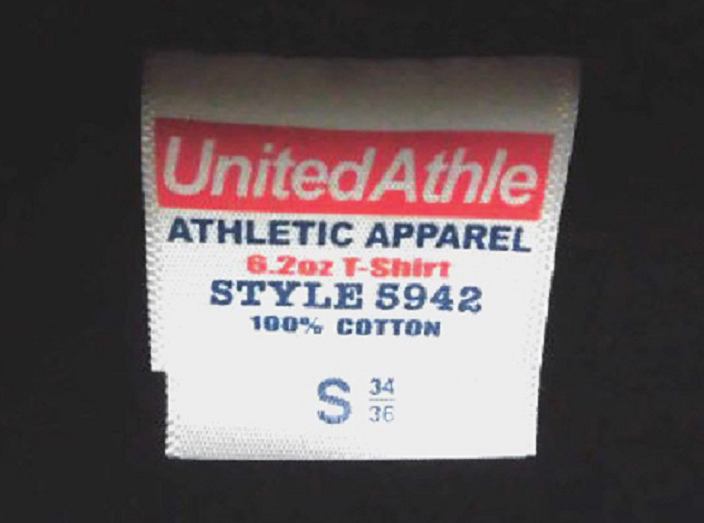 UnitedAthle
ATHLETIC APPAREL
6.2oz T-Shirt
STYLE 5942
100% COTTON
S 34
36